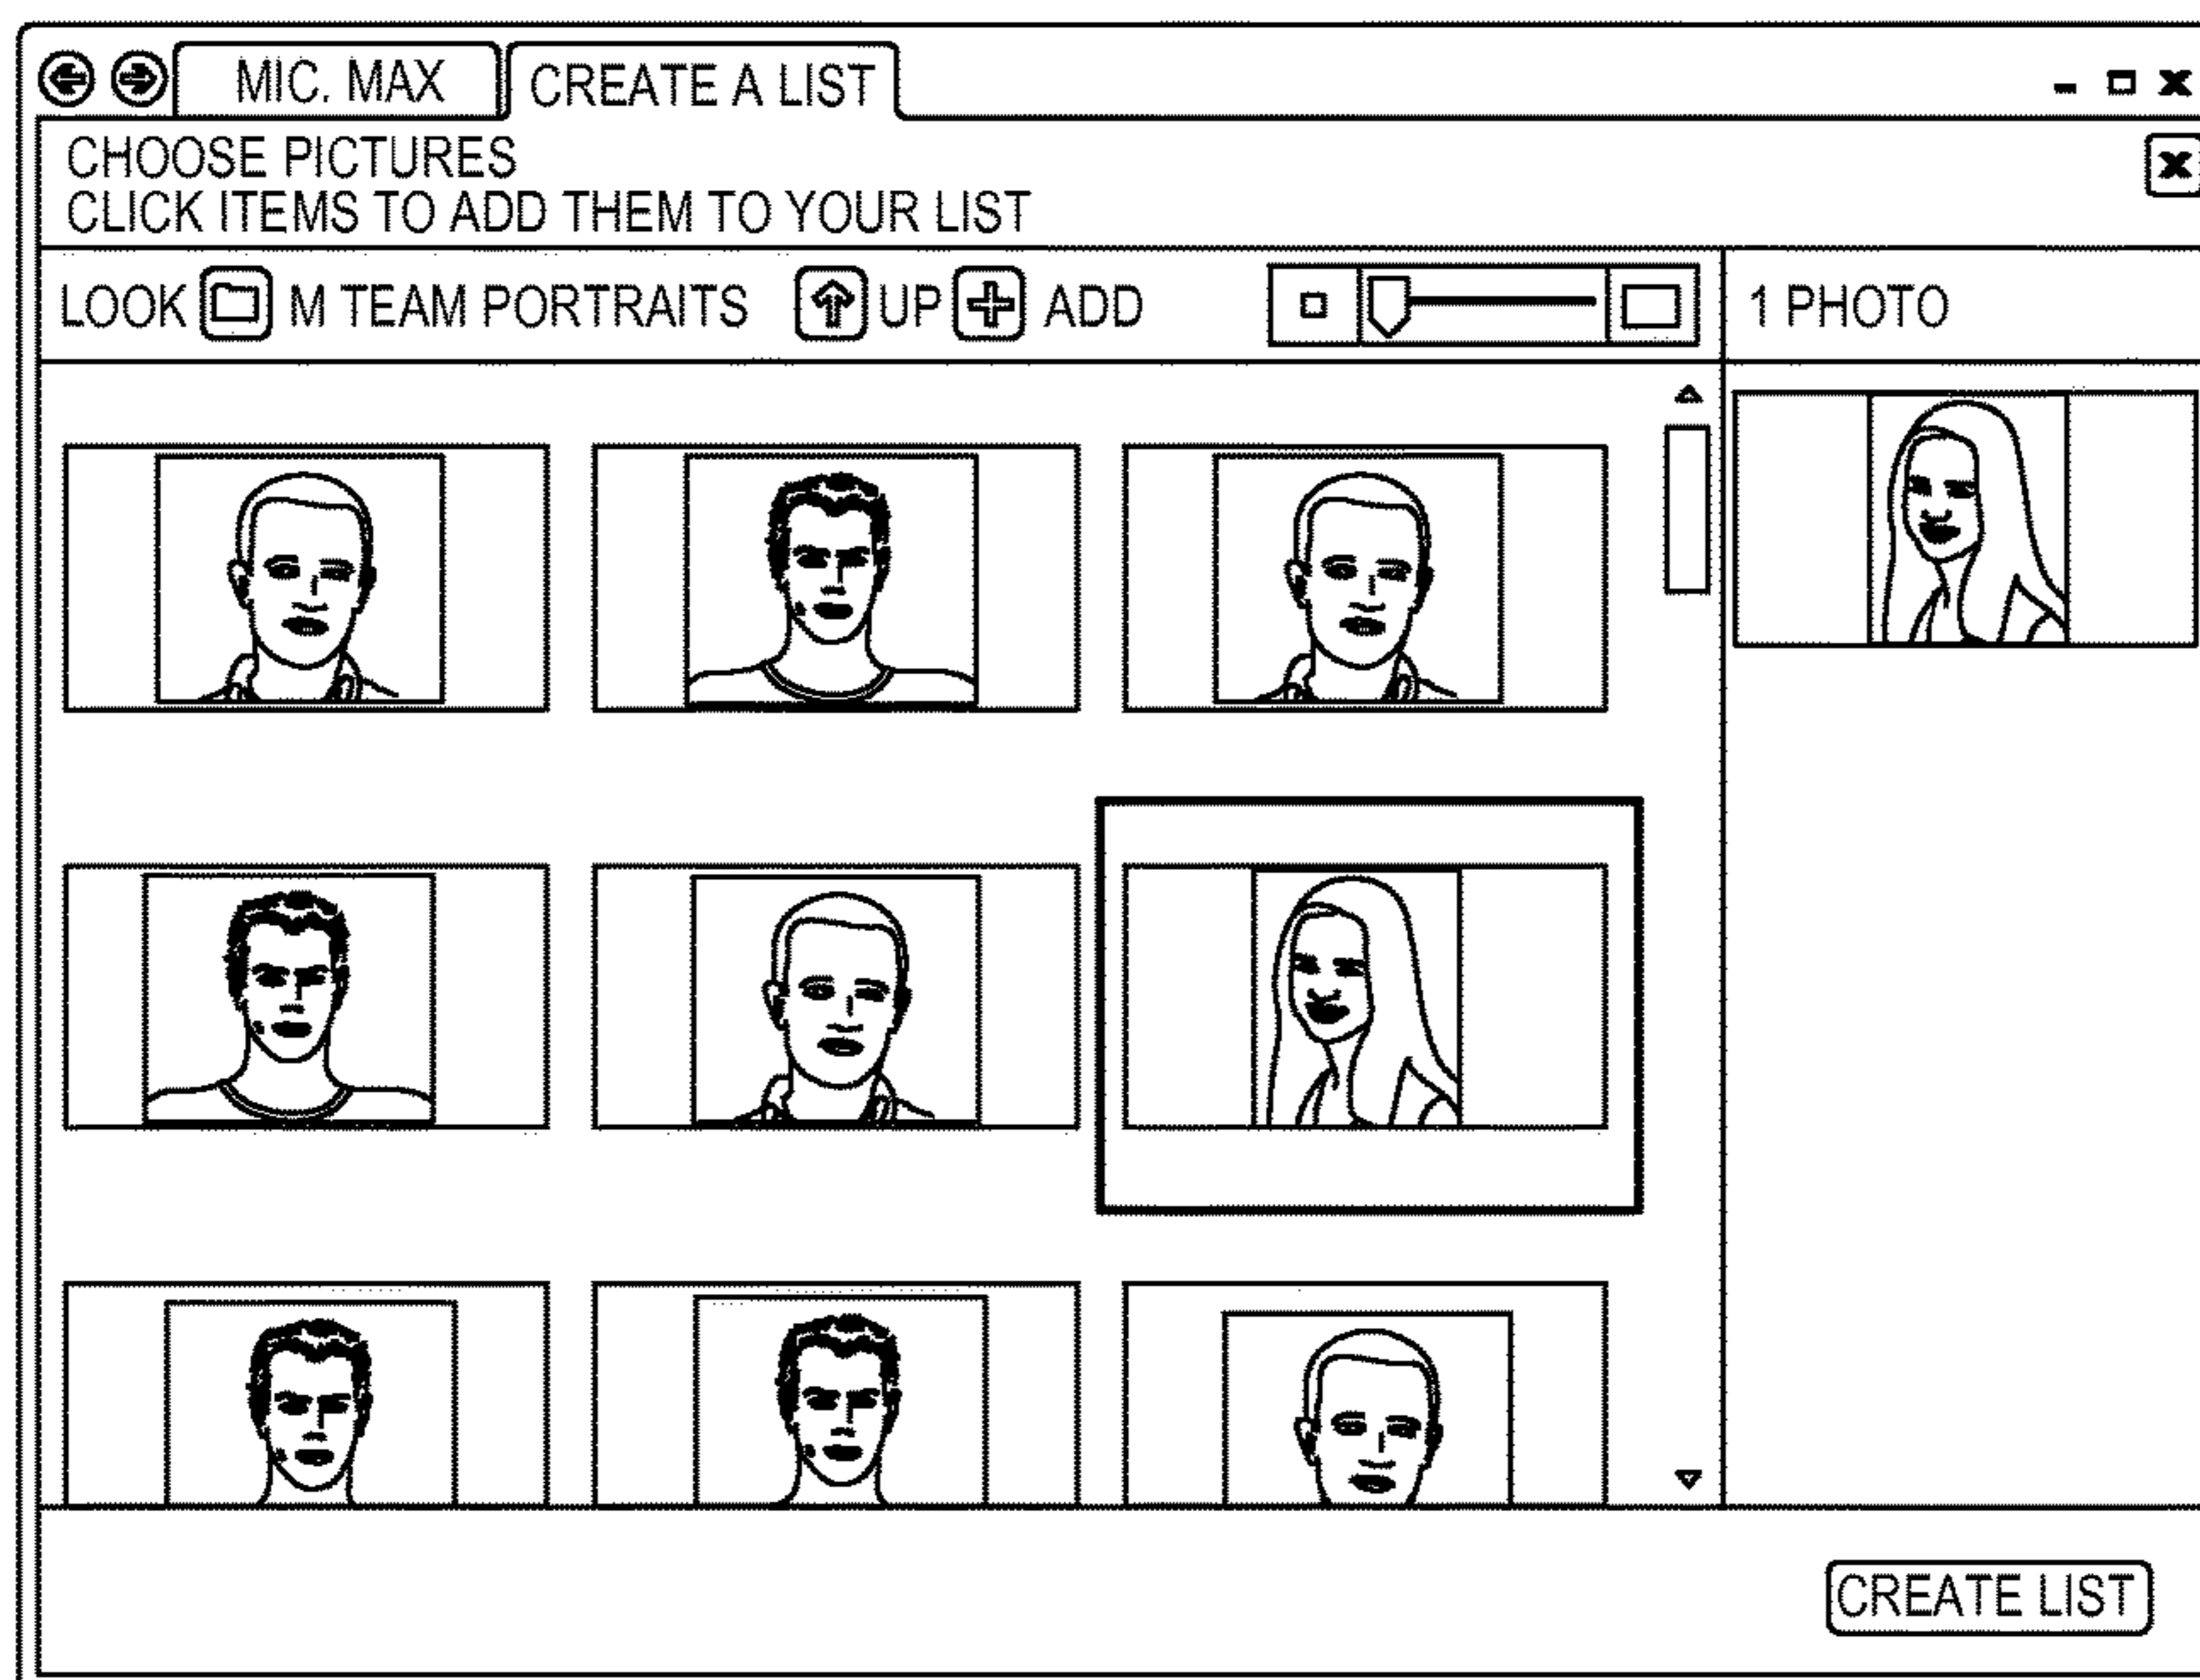 MIC. MAX CREATE A LIST
CHOOSE PICTURES
CLICK ITEMS TO ADD THEM TO YOUR LIST
LOOK M TEAM PORTRAITS UP ADD 1 PHOTO
CREATE LIST